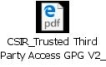 pdf
CSIR_Trusted Third
Party Access GPG V2_